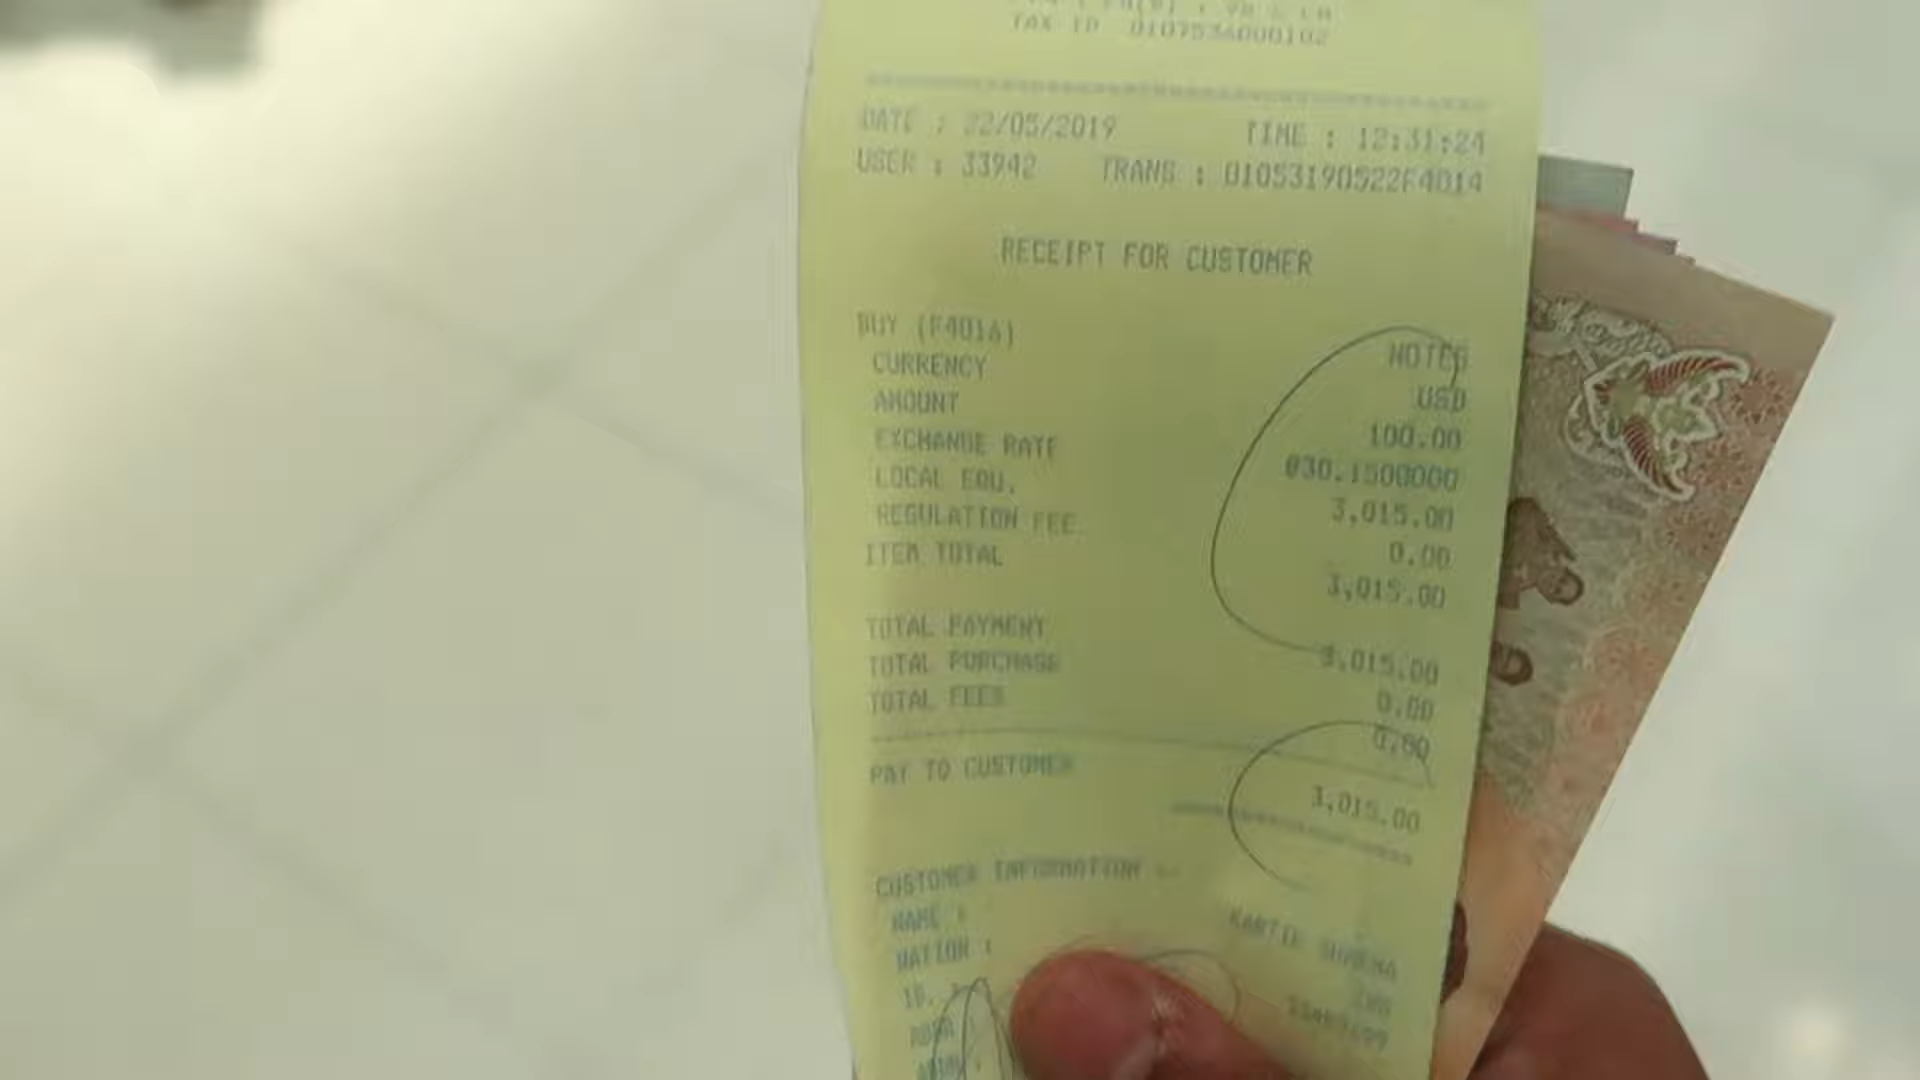 TAX ID 0107536000102
DATE : 22/05/2019 TIME : 12:31:24
USER : 33942 TRANS : 01053190522F4014
RECEIPT FOR CUSTOMER
BUY (F4016) NOTES
CURRENCY USD
AMOUNT 100.00
EXCHANGE RATE @30.1500000
LOCAL EQU. 3,015.00
REGULATION FEE 0.00
ITEM TOTAL 3,015.00
TOTAL PAYMENT 3,015.00
TOTAL PURCHASE 0.00
TOTAL FEES 0.00
PAY TO CUSTOMER 3,015.00
CUSTOMER INFORMATION
NAME :
NATION :
ID.